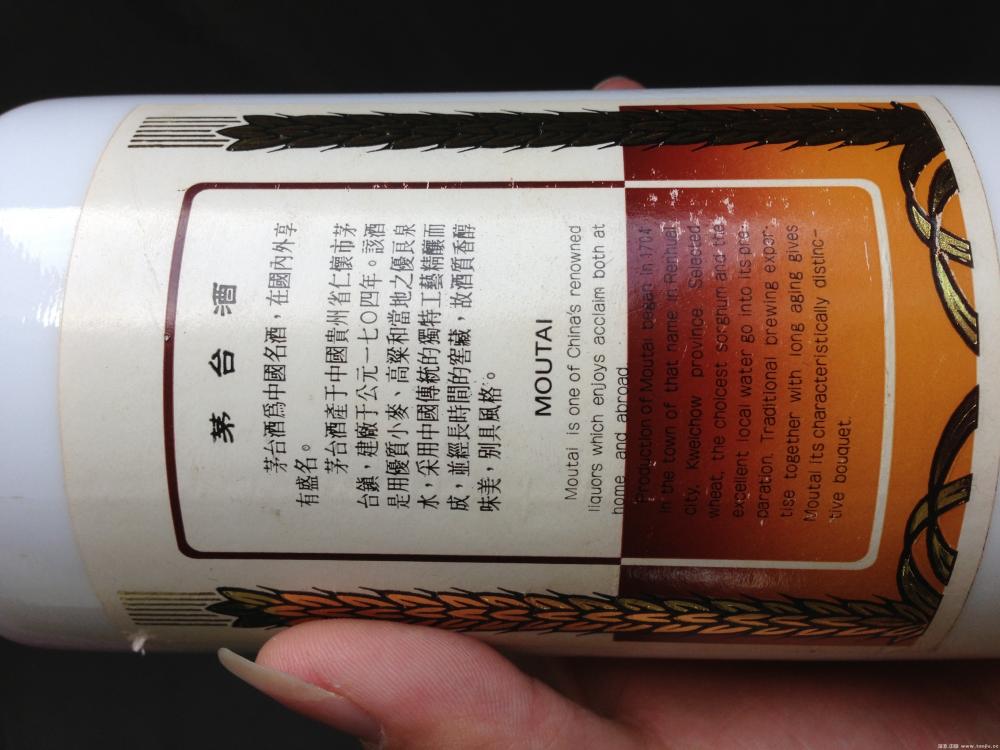 茅台酒
茅台酒爲中國名酒，在國內外享
有盛名。
茅台酒產于中國貴州省仁懷市茅
台鎮，建廠于公元一七〇四年。該酒
是用優質小麥、高粱和當地之優良泉
水，采用中國傳統的獨特工藝精釀而
成，並經長時間的窖藏，故酒質香醇
味美，別具風格。
MOUTAI
Moutai is one of China's renowned
liquors which enjoys acclaim both at
home and abroad
Production of Moutai began in 1704
in the town of that name in Renhuai
city, Kweichow province. Selected
wheat, the choicest sorghum and the
excellent local water go into its pre-
paration. Traditional brewing exper-
tise together with long aging gives
Moutai its characteristically distinc-
tive bouquet.